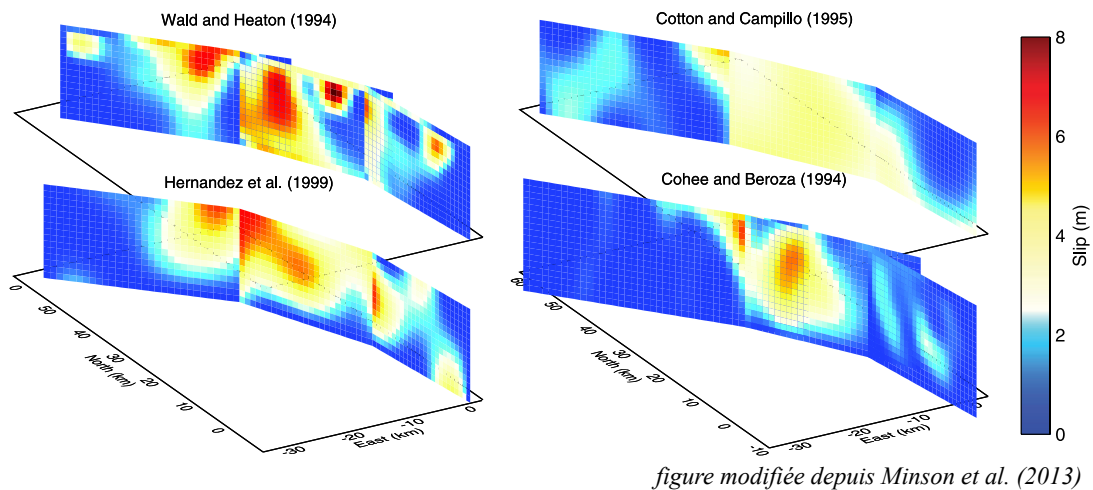 Wald and Heaton (1994)
Cotton and Campillo (1995)
8
6
4
2
0
Slip (m)
Hernandez et al. (1999)
Cohee and Beroza (1994)
0
50
40
30
20
10
0
North (km)
-30
-20
-10
0
East (km)
60
50
40
30
20
10
0
-10
North (km)
-30
-20
-10
0
East (km)
figure modifiée depuis Minson et al. (2013)